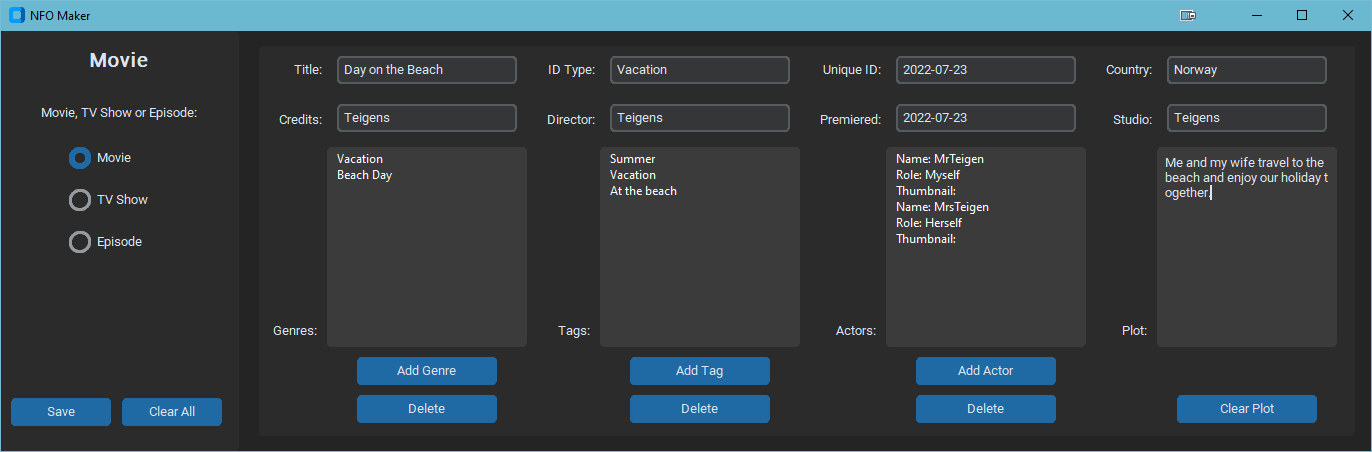 NFO Maker
Movie
Movie, TV Show or Episode:
Movie
TV Show
Episode
Save
Clear All
Title:
Day on the Beach
ID Type:
Vacation
Unique ID:
2022-07-23
Country:
Norway
Credits:
Teigens
Director:
Teigens
Premiered:
2022-07-23
Studio:
Teigens
Genres:
Vacation
Beach Day
Add Genre
Delete
Tags:
Summer
Vacation
At the beach
Add Tag
Delete
Actors:
Name: MrTeigen
Role: Myself
Thumbnail:
Name: MrsTeigen
Role: Herself
Thumbnail:
Add Actor
Delete
Plot:
Me and my wife travel to the
beach and enjoy our holiday t
ogether.
Clear Plot